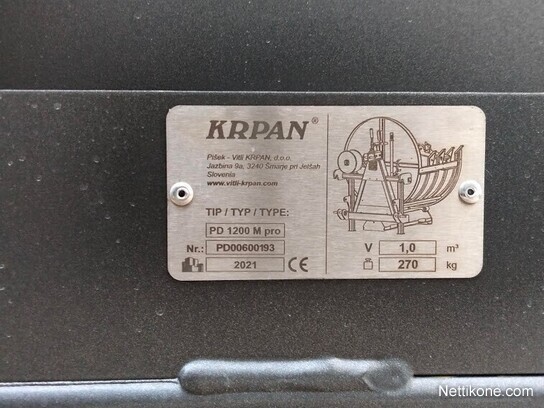 KRPAN®
Pišek - Vitli KRPAN, d.o.o.
Jazbina 9a, 3240 Šmarje pri Jelšah
Slovenia
www.vitli-krpan.com
TIP / TYP / TYPE:
PD 1200 M pro
Nr.: PD00600193
2021 CE
V 1,0 m³
270 kg
Nettikone.com